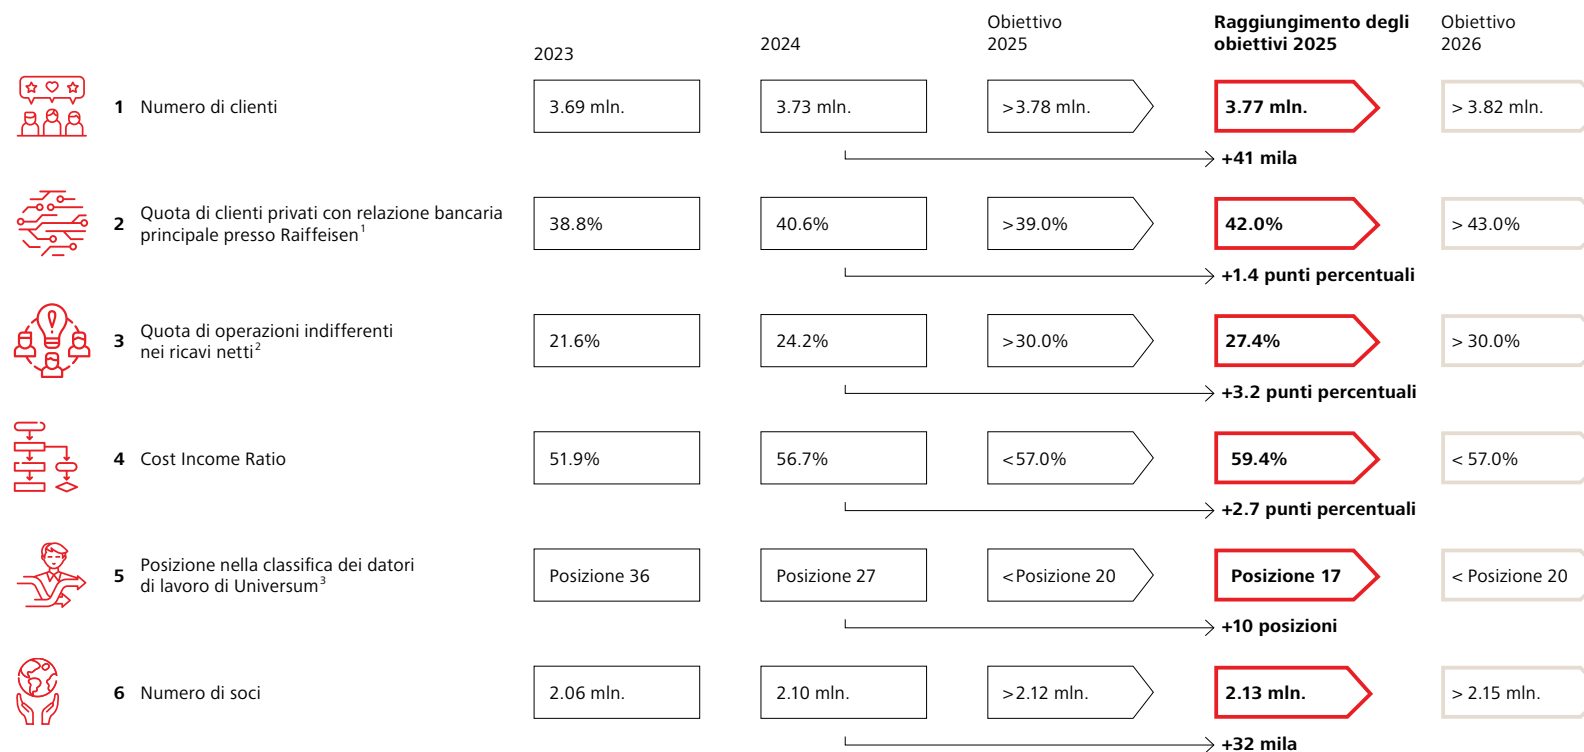 2023
2024
Obiettivo
2025
Raggiungimento degli
obiettivi 2025
Obiettivo
2026
1 Numero di clienti
3.69 mln.
3.73 mln.
>3.78 mln.
3.77 mln.
> 3.82 mln.
+41 mila
2 Quota di clienti privati con relazione bancaria
principale presso Raiffeisen1
38.8%
40.6%
>39.0%
42.0%
> 43.0%
+1.4 punti percentuali
3 Quota di operazioni indifferenti
nei ricavi netti2
21.6%
24.2%
>30.0%
27.4%
> 30.0%
+3.2 punti percentuali
4 Cost Income Ratio
51.9%
56.7%
<57.0%
59.4%
< 57.0%
+2.7 punti percentuali
5 Posizione nella classifica dei datori
di lavoro di Universum3
Posizione 36
Posizione 27
<Posizione 20
Posizione 17
< Posizione 20
+10 posizioni
6 Numero di soci
2.06 mln.
2.10 mln.
>2.12 mln.
2.13 mln.
> 2.15 mln.
+32 mila